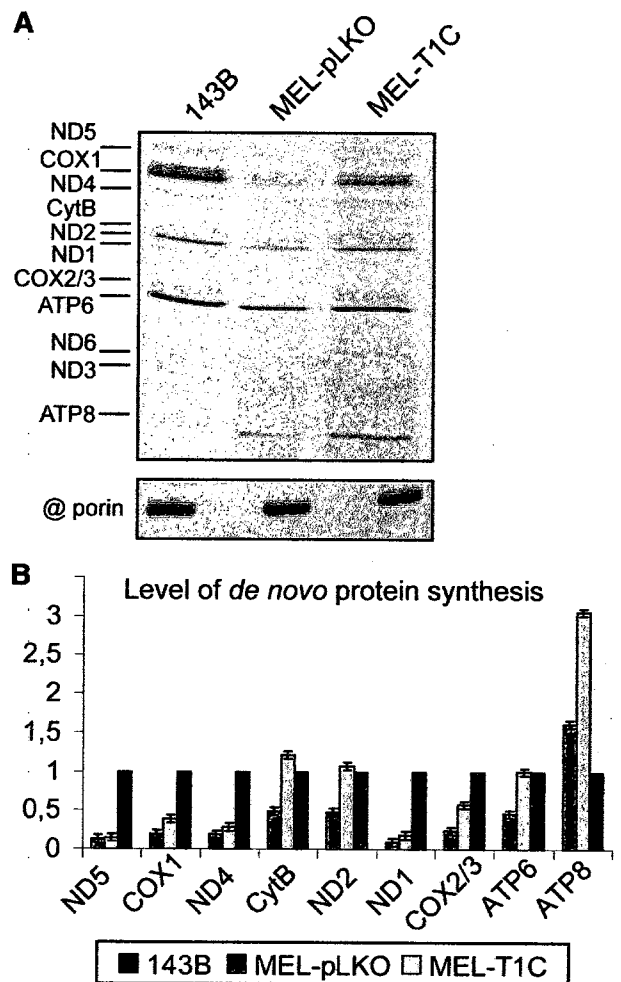 A
143B
MEL-pLKO
MEL-T1C
ND5
COX1
ND4
CytB
ND2
ND1
COX2/3
ATP6
ND6
ND3
ATP8
@ porin
B
Level of de novo protein synthesis
3
2,5
2
1,5
1
0,5
0
ND5
COX1
ND4
CytB
ND2
ND1
COX2/3
ATP6
ATP8
143B MEL-pLKO MEL-T1C